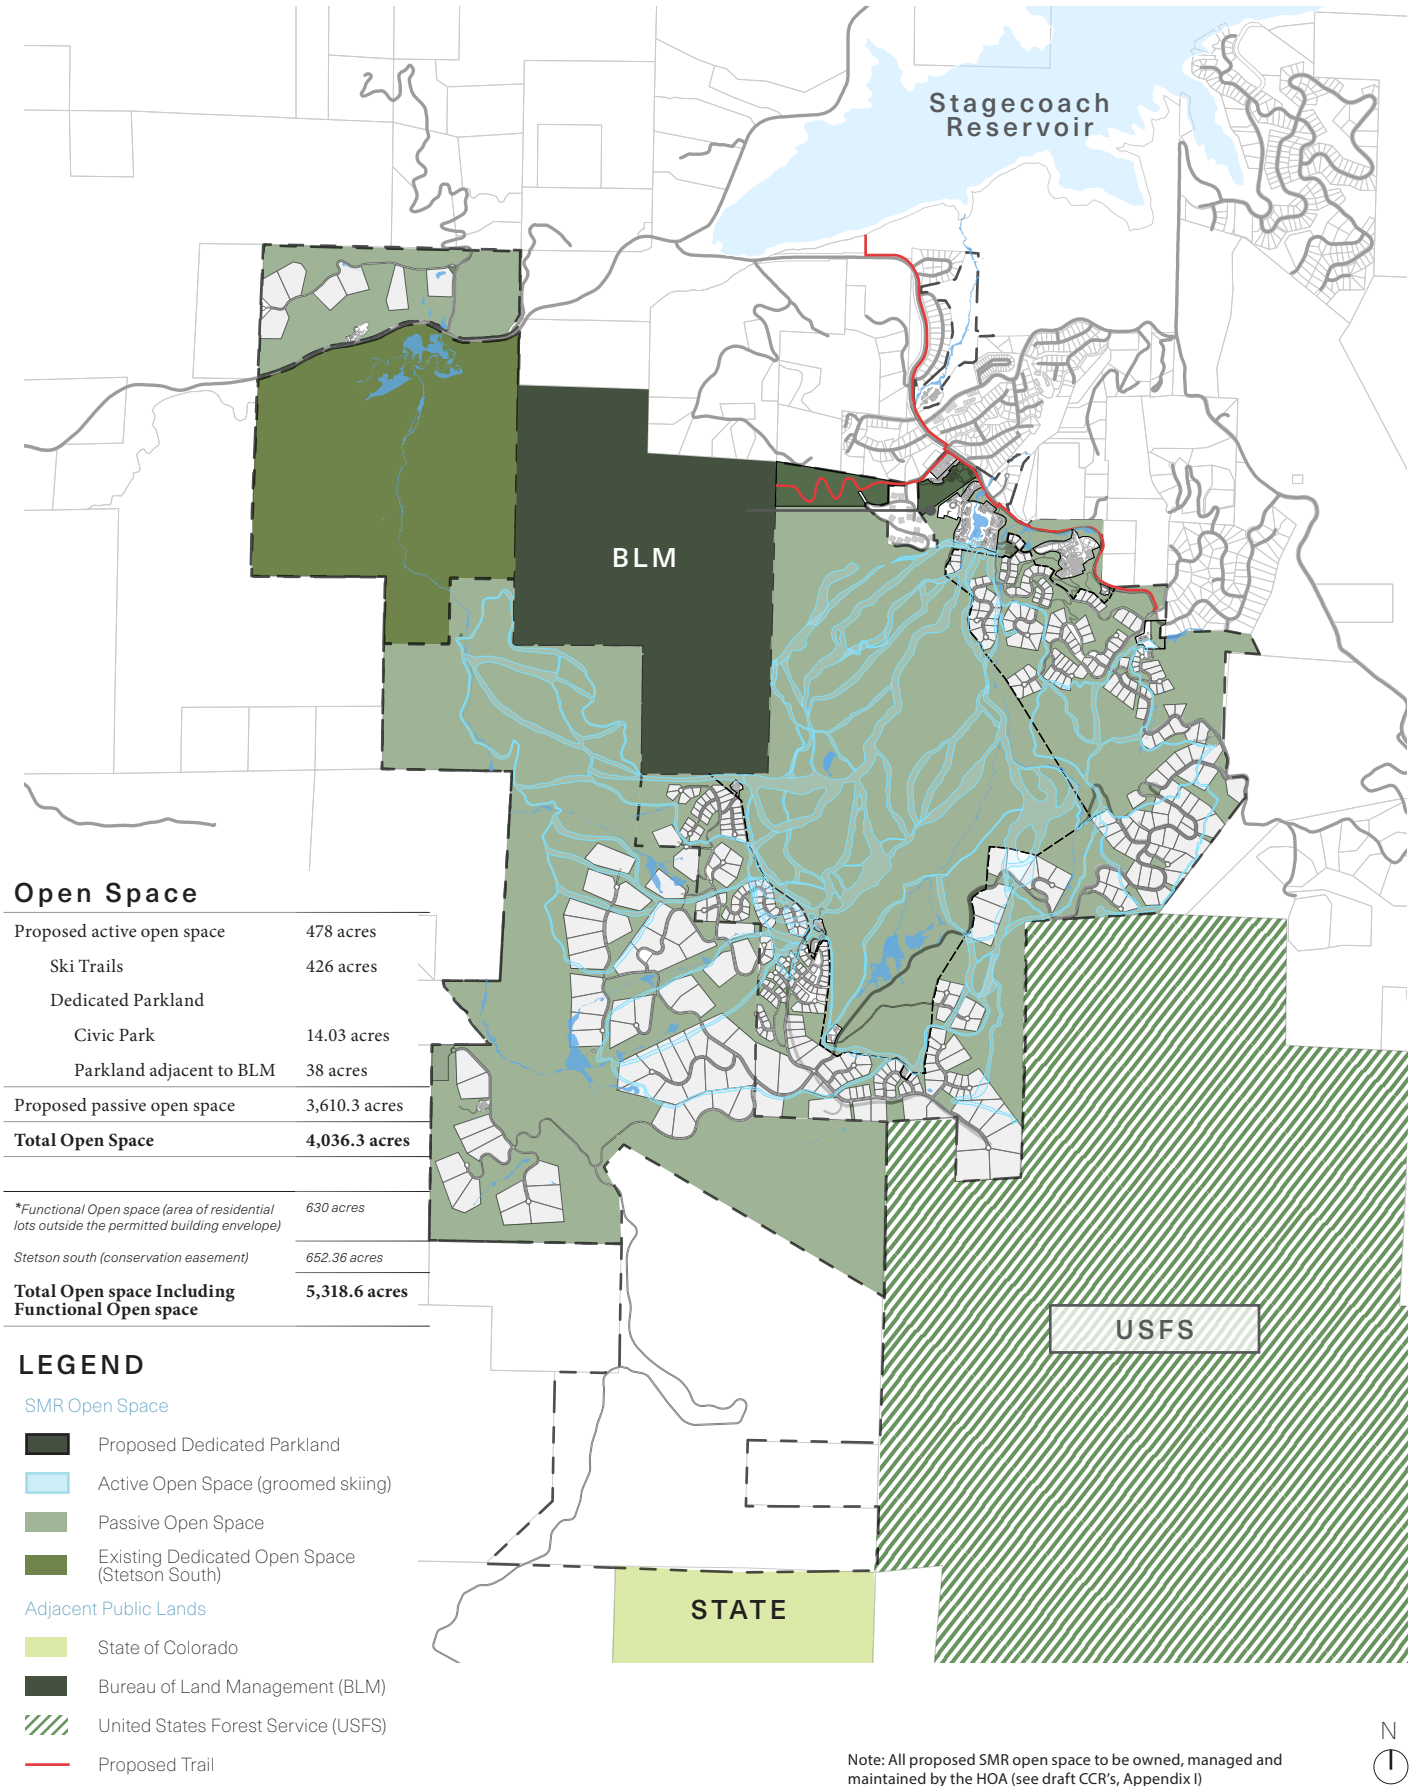 Stagecoach
Reservoir
BLM
Open Space
Proposed active open space 478 acres
Ski Trails 426 acres
Dedicated Parkland
Civic Park 14.03 acres
Parkland adjacent to BLM 38 acres
Proposed passive open space 3,610.3 acres
Total Open Space 4,036.3 acres
*Functional Open space (area of residential 630 acres
lots outside the permitted building envelope)
Stetson south (conservation easement) 652.36 acres
Total Open space Including 5,318.6 acres
Functional Open space
USFS
LEGEND
SMR Open Space
Proposed Dedicated Parkland
Active Open Space (groomed skiing)
Passive Open Space
Existing Dedicated Open Space
(Stetson South)
Adjacent Public Lands
STATE
State of Colorado
Bureau of Land Management (BLM)
United States Forest Service (USFS)
Proposed Trail
N
Note: All proposed SMR open space to be owned, managed and
maintained by the HOA (see draft CCR's, Appendix I)